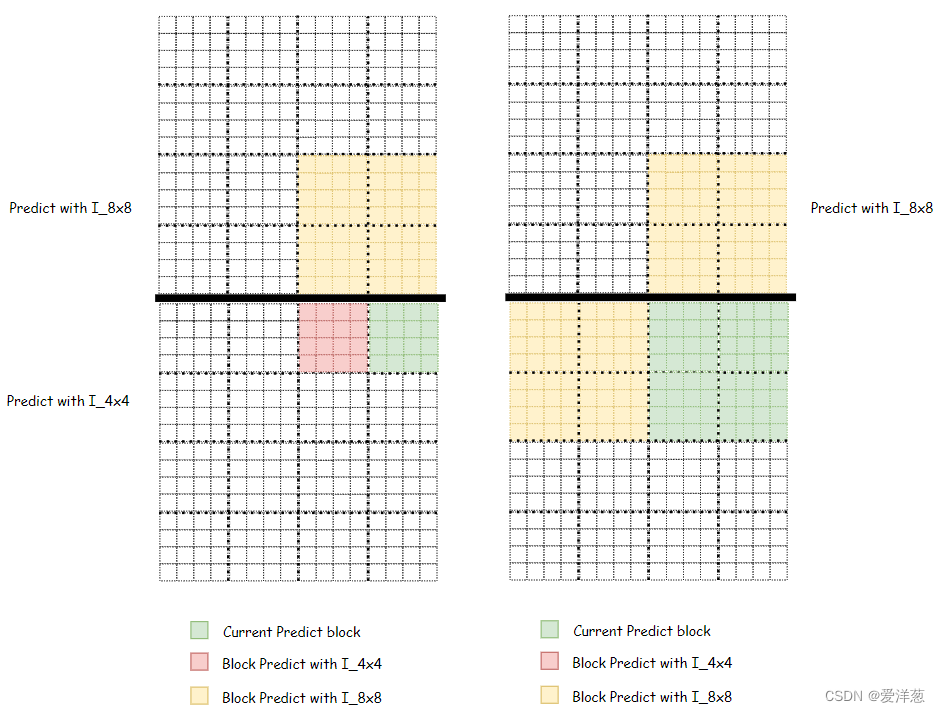 Predict with I_8x8
Predict with I_8x8
Predict with I_4x4
Current Predict block
Block Predict with I_4x4
Block Predict with I_8x8
Current Predict block
Block Predict with I_4x4
Block Predict with I_8x8
CSDN @爱洋葱